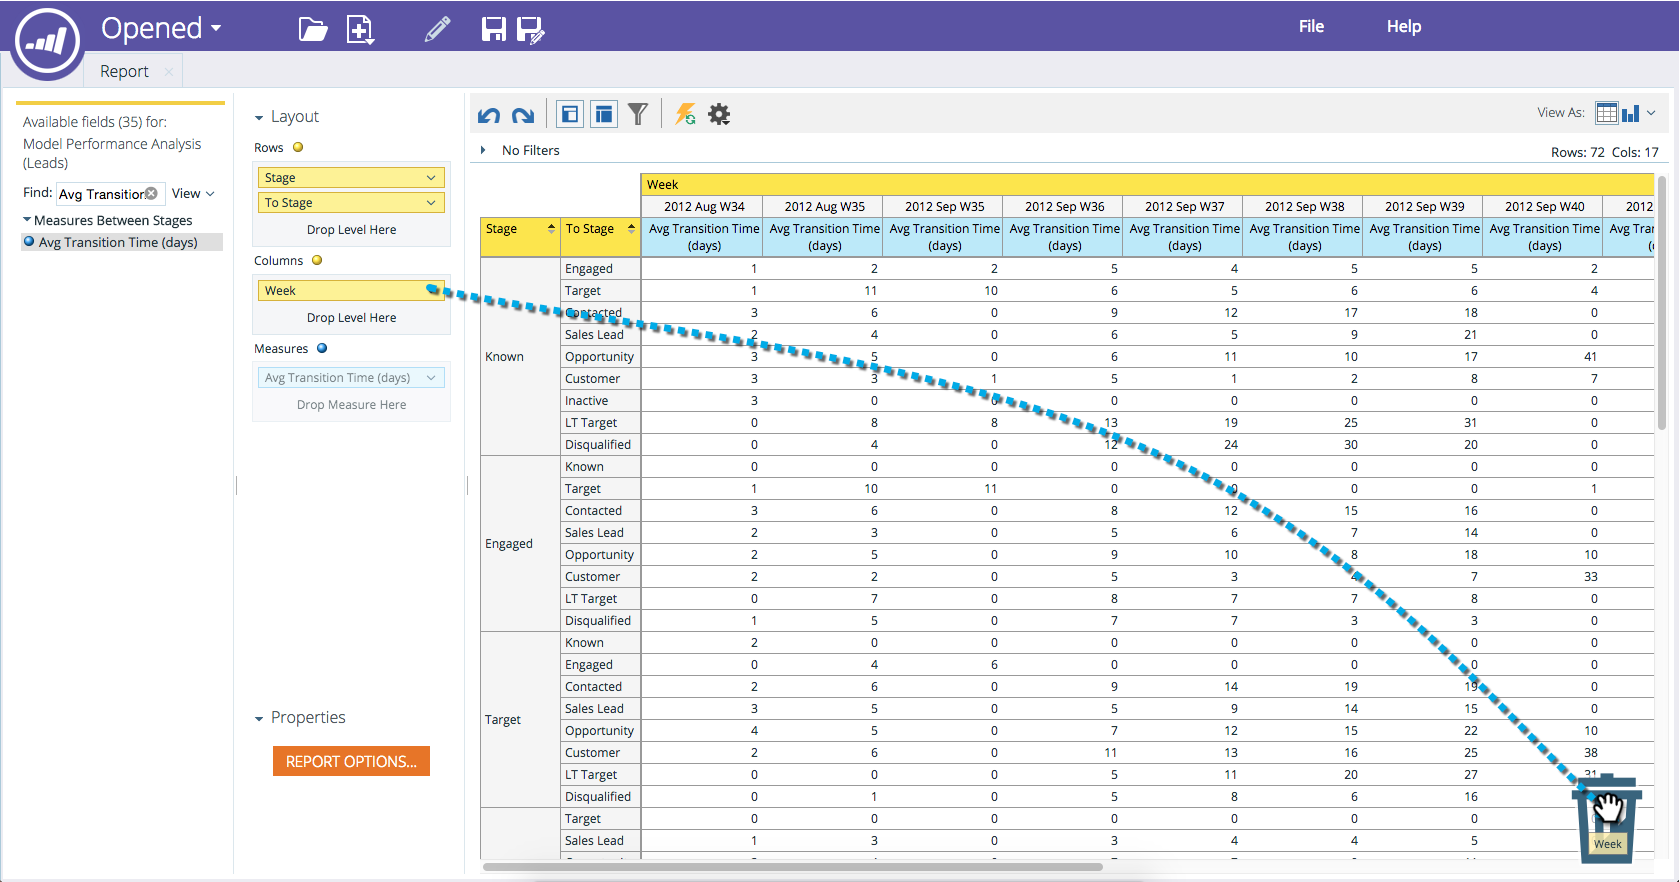 Opened
File
Help
Report
Available fields (35) for:
Model Performance Analysis
(Leads)
Find: Avg Transition View
Measures Between Stages
Avg Transition Time (days)
Layout
Rows
Stage
To Stage
Drop Level Here
Columns
Week
Drop Level Here
Measures
Avg Transition Time (days)
Drop Measure Here
Properties
REPORT OPTIONS...
View As:
No Filters
Rows: 72 Cols: 17
Week
2012 Aug W34 2012 Aug W35 2012 Sep W35 2012 Sep W36 2012 Sep W37 2012 Sep W38 2012 Sep W39 2012 Sep W40 2012
Stage To Stage Avg Transition Time (days) Avg Transition Time (days) Avg Transition Time (days) Avg Transition Time (days) Avg Transition Time (days) Avg Transition Time (days) Avg Transition Time (days) Avg Transition Time (days) Avg Tra
Known
Engaged 1 2 2 5 4 5 5 2
Target 1 11 10 6 5 6 6 4
Contacted 3 6 0 9 12 17 18 0
Sales Lead 2 4 0 6 5 9 21 0
Opportunity 3 5 0 6 11 10 17 41
Customer 3 3 1 5 1 2 8 7
Inactive 3 0 0 0 0 0 0 0
LT Target 0 8 8 13 19 25 31 0
Disqualified 0 4 0 12 24 30 20 0
Engaged
Known 0 0 0 0 0 0 0 0
Target 1 10 11 0 0 0 0 1
Contacted 3 6 0 8 12 15 16 0
Sales Lead 2 3 0 5 6 7 14 0
Opportunity 2 5 0 9 10 8 18 10
Customer 2 2 0 5 3 4 7 33
LT Target 0 7 0 8 7 7 8 0
Disqualified 1 5 0 7 7 3 3 0
Target
Known 2 0 0 0 0 0 0 0
Engaged 0 4 6 0 0 0 0 0
Contacted 2 6 0 9 14 19 19 0
Sales Lead 3 5 0 5 9 14 15 0
Opportunity 4 5 0 7 12 15 22 10
Customer 2 6 0 11 13 16 25 38
LT Target 0 0 0 5 11 20 27 31
Disqualified 0 1 0 5 8 6 16
Target 0 0 0 0 0 0 0
Sales Lead 1 3 0 3 4 4 5
Week